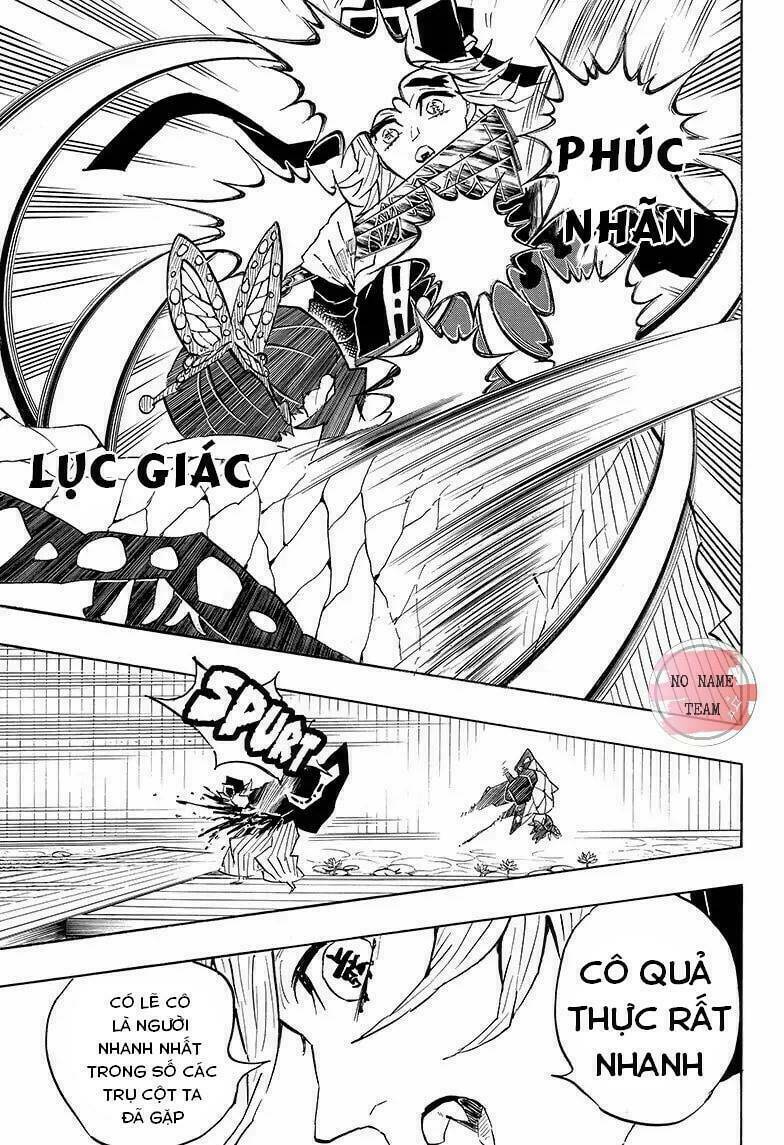 PHÚC
NHÃN
LỤC GIÁC
NO NAME
TEAM
SPURT
CÔ QUẢ
THỰC RẤT
NHANH
CÓ LẼ CÔ
LÀ NGƯỜI
NHANH NHẤT
TRONG SỐ CÁC
TRỤ CỘT TA
ĐÃ GẶP